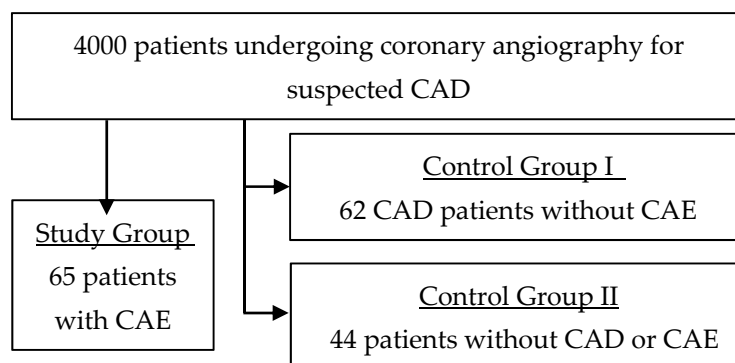 4000 patients undergoing coronary angiography for
suspected CAD
Control Group I
62 CAD patients without CAE
Study Group
65 patients
with CAE
Control Group II
44 patients without CAD or CAE